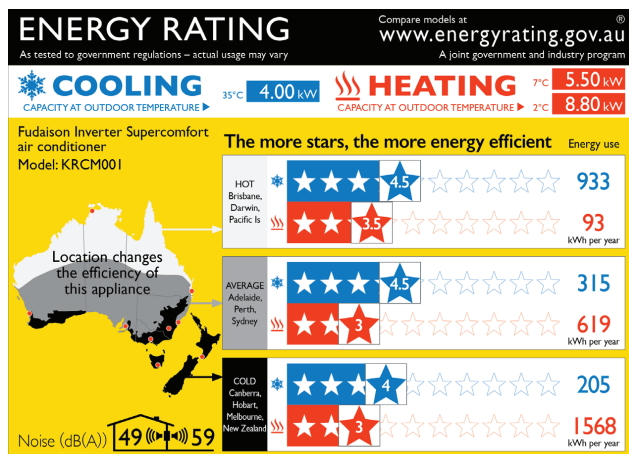 ENERGY RATING
As tested to government regulations – actual usage may vary
Compare models at ®
www.energyrating.gov.au
A joint government and industry program
COOLING
CAPACITY AT OUTDOOR TEMPERATURE ▶
35°C 4.00 kW
HEATING
CAPACITY AT OUTDOOR TEMPERATURE ▶
7°C 5.50 kW
2°C 8.80 kW
Fudaison Inverter Supercomfort
air conditioner
Model: KRCM001
The more stars, the more energy efficient
Energy use
HOT
Brisbane,
Darwin,
Pacific Is
4.5
933
3.5
93
kWh per year
Location changes
the efficiency of
this appliance
AVERAGE
Adelaide,
Perth,
Sydney
4.5
315
3
619
kWh per year
COLD
Canberra,
Hobart,
Melbourne,
New Zealand
4
205
3
1568
kWh per year
Noise (dB(A)) 49 59